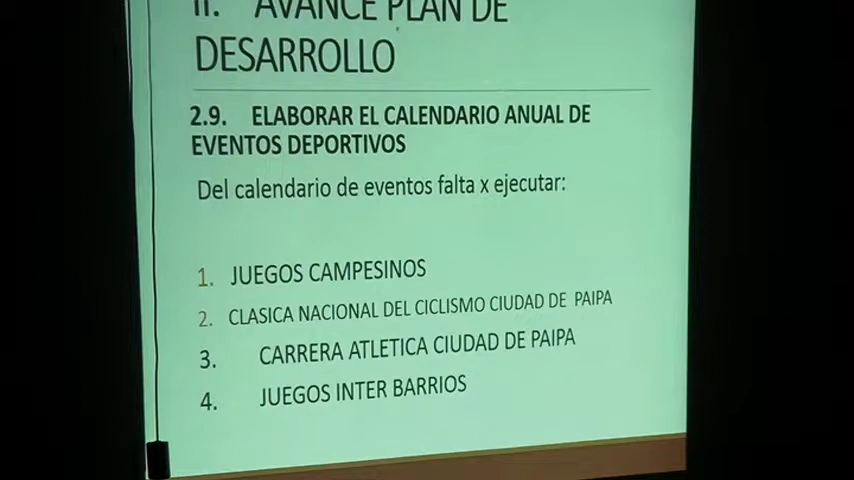 II. AVANCE PLAN DE
DESARROLLO
2.9. ELABORAR EL CALENDARIO ANUAL DE
EVENTOS DEPORTIVOS
Del calendario de eventos falta x ejecutar:
1. JUEGOS CAMPESINOS
2. CLASICA NACIONAL DEL CICLISMO CIUDAD DE PAIPA
3. CARRERA ATLETICA CIUDAD DE PAIPA
4. JUEGOS INTER BARRIOS